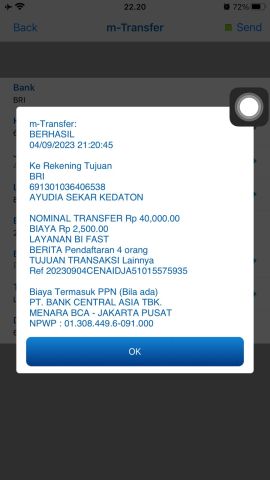 22.20
72%
Back
m-Transfer
Send
Bank
BRI
m-Transfer:
BERHASIL
04/09/2023 21:20:45
Ke Rekening Tujuan
BRI
691301036406538
AYUDIA SEKAR KEDATON
NOMINAL TRANSFER Rp 40,000.00
BIAYA Rp 2,500.00
LAYANAN BI FAST
BERITA Pendaftaran 4 orang
TUJUAN TRANSAKSI Lainnya
Ref 20230904CENAIDJA51015575935
Biaya Termasuk PPN (Bila ada)
PT. BANK CENTRAL ASIA TBK.
MENARA BCA - JAKARTA PUSAT
NPWP : 01.308.449.6-091.000
OK